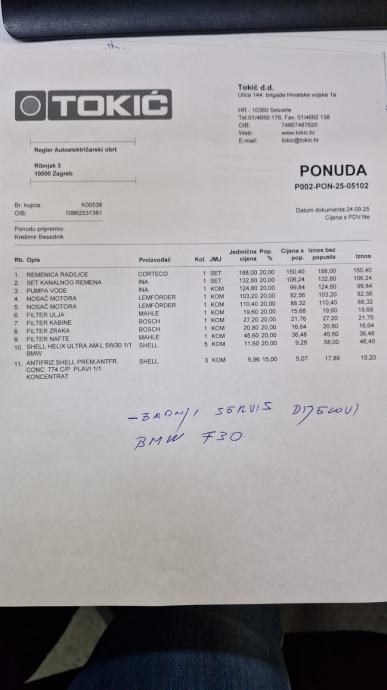 TOKIĆ
Tokić d.d.
Ulica 144. brigade Hrvatske vojske 1a
HR - 10360 Sesvete
Tel:01/4650 176, Fax. 01/4662 138
OIB: 74867487620
Web: www.tokic.hr
E-mail: tokic@tokic.hr
Regler Autoelektričarski obrt
Ribnjak 3
10000 Zagreb
PONUDA
P002-PON-25-05102
Br. kupca: K00538
OIB: 10962531361
Datum dokumenta:24.09.25
Cijena s PDV:Ne
Ponudu pripremio:
Krešimir Besednik
Rb. Opis Proizvođač Kol. JMJ Jedinična cijena Pop. % Cijena s pop. Iznos bez popusta Iznos
1. REMENICA RADILICE CORTECO 1 SET 188,00 20,00 150,40 188,00 150,40
2. SET KANALNOG REMENA INA 1 SET 132,80 20,00 106,24 132,80 106,24
3. PUMPA VODE INA 1 KOM 124,80 20,00 99,84 124,80 99,84
4. NOSAČ MOTORA LEMFÖRDER 1 KOM 103,20 20,00 82,56 103,20 82,56
5. NOSAČ MOTORA LEMFÖRDER 1 KOM 110,40 20,00 88,32 110,40 88,32
6. FILTER ULJA MAHLE 1 KOM 19,60 20,00 15,68 19,60 15,68
7. FILTER KABINE BOSCH 1 KOM 27,20 20,00 21,76 27,20 21,76
8. FILTER ZRAKA BOSCH 1 KOM 20,80 20,00 16,64 20,80 16,64
9. FILTER NAFTE MAHLE 1 KOM 45,60 20,00 36,48 45,60 36,48
10. SHELL HELIX ULTRA AM-L 5W30 1/1 SHELL 5 KOM 11,60 20,00 9,28 58,00 46,40
BMW
11. ANTIFRIZ SHELL PREM.ANTFR. SHELL 3 KOM 5,96 15,00 5,07 17,88 15,20
CONC. 774 C/P PLAVI 1/1
KONCENTRAT
- ZADNJI SERVIS DIJELOVI
BMW F30